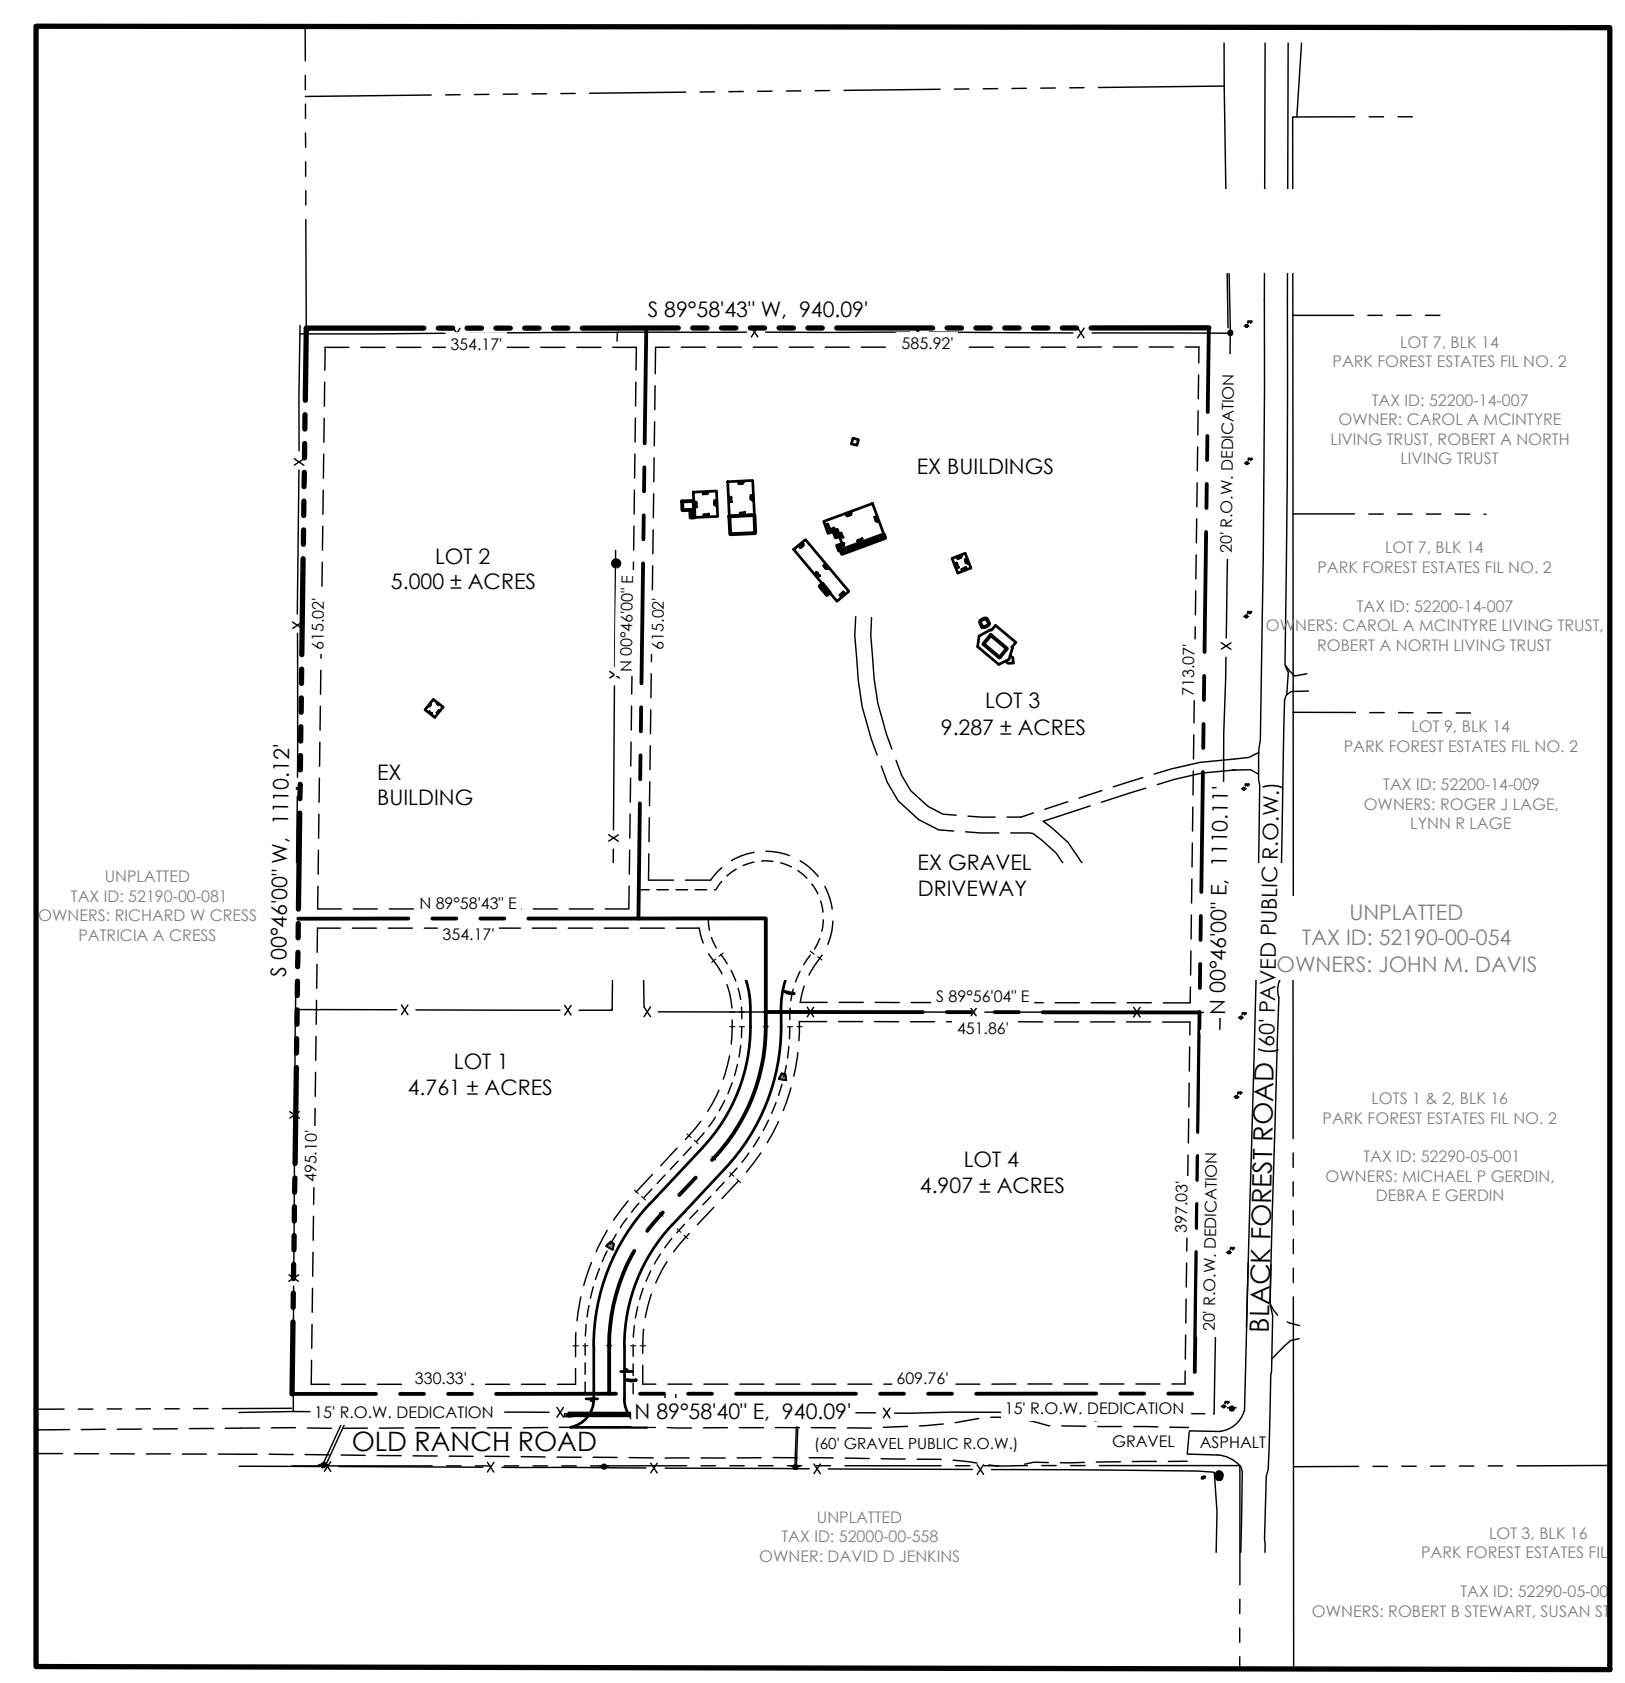 S 89°58'43" W,  940.09'
354.17'
585.92'
LOT 7, BLK 14
PARK FOREST ESTATES FIL NO. 2
TAX ID: 52200-14-007
OWNER: CAROL A MCINTYRE
LIVING TRUST, ROBERT A NORTH
LIVING TRUST
20' R.O.W. DEDICATION
EX BUILDINGS
LOT 2
5.000 ± ACRES
615.02'
N 00°46'00" E
615.02'
LOT 7, BLK 14
PARK FOREST ESTATES FIL NO. 2
TAX ID: 52200-14-007
OWNERS: CAROL A MCINTYRE LIVING TRUST,
ROBERT A NORTH LIVING TRUST
713.07'
LOT 3
9.287 ± ACRES
LOT 9, BLK 14
PARK FOREST ESTATES FIL NO. 2
TAX ID: 52200-14-009
OWNERS: ROGER J LAGE,
LYNN R LAGE
EX
BUILDING
S 00°46'00" W,  1110.12'
N 00°46'00" E,  1110.11'
BLACK FOREST ROAD (60' PAVED PUBLIC R.O.W.)
EX GRAVEL
DRIVEWAY
UNPLATTED
TAX ID: 52190-00-081
OWNERS: RICHARD W CRESS
PATRICIA A CRESS
N 89°58'43" E
354.17'
UNPLATTED
TAX ID: 52190-00-054
OWNERS: JOHN M. DAVIS
S 89°56'04" E
451.86'
LOT 1
4.761 ± ACRES
495.10'
LOTS 1 & 2, BLK 16
PARK FOREST ESTATES FIL NO. 2
TAX ID: 52290-05-001
OWNERS: MICHAEL P GERDIN,
DEBRA E GERDIN
LOT 4
4.907 ± ACRES
397.03'
20' R.O.W. DEDICATION
330.33'
609.76'
15' R.O.W. DEDICATION
N 89°58'40" E,  940.09'
15' R.O.W. DEDICATION
OLD RANCH ROAD
(60' GRAVEL PUBLIC R.O.W.)
GRAVEL
ASPHALT
UNPLATTED
TAX ID: 52000-00-558
OWNER: DAVID D JENKINS
LOT 3, BLK 16
PARK FOREST ESTATES FIL
TAX ID: 52290-05-00
OWNERS: ROBERT B STEWART, SUSAN ST